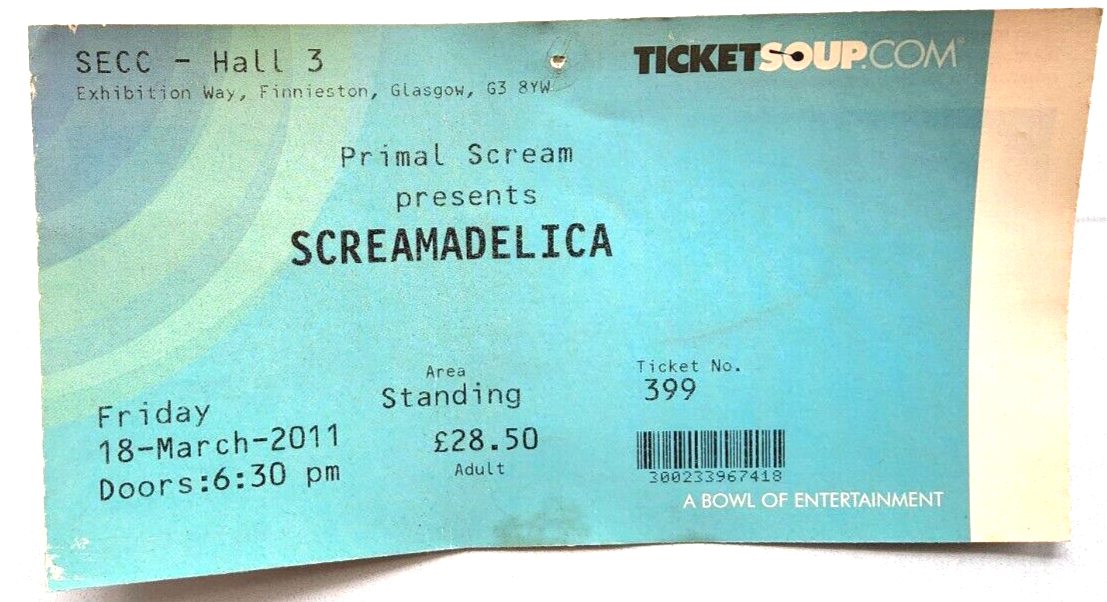 SECC - Hall 3
Exhibition Way, Finnieston, Glasgow, G3 8YW
TICKETSOUP.COM
Primal Scream
presents
SCREAMADELICA
Friday
18-March-2011
Doors:6:30 pm
Area
Standing
£28.50
Adult
Ticket No.
399
300233967418
A BOWL OF ENTERTAINMENT